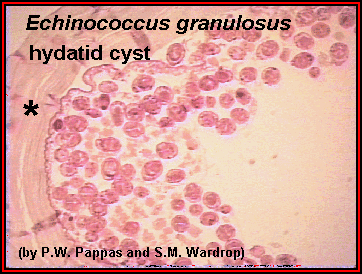 Echinococcus granulosus
hydatid cyst
*
(by P.W. Pappas and S.M. Wardrop)